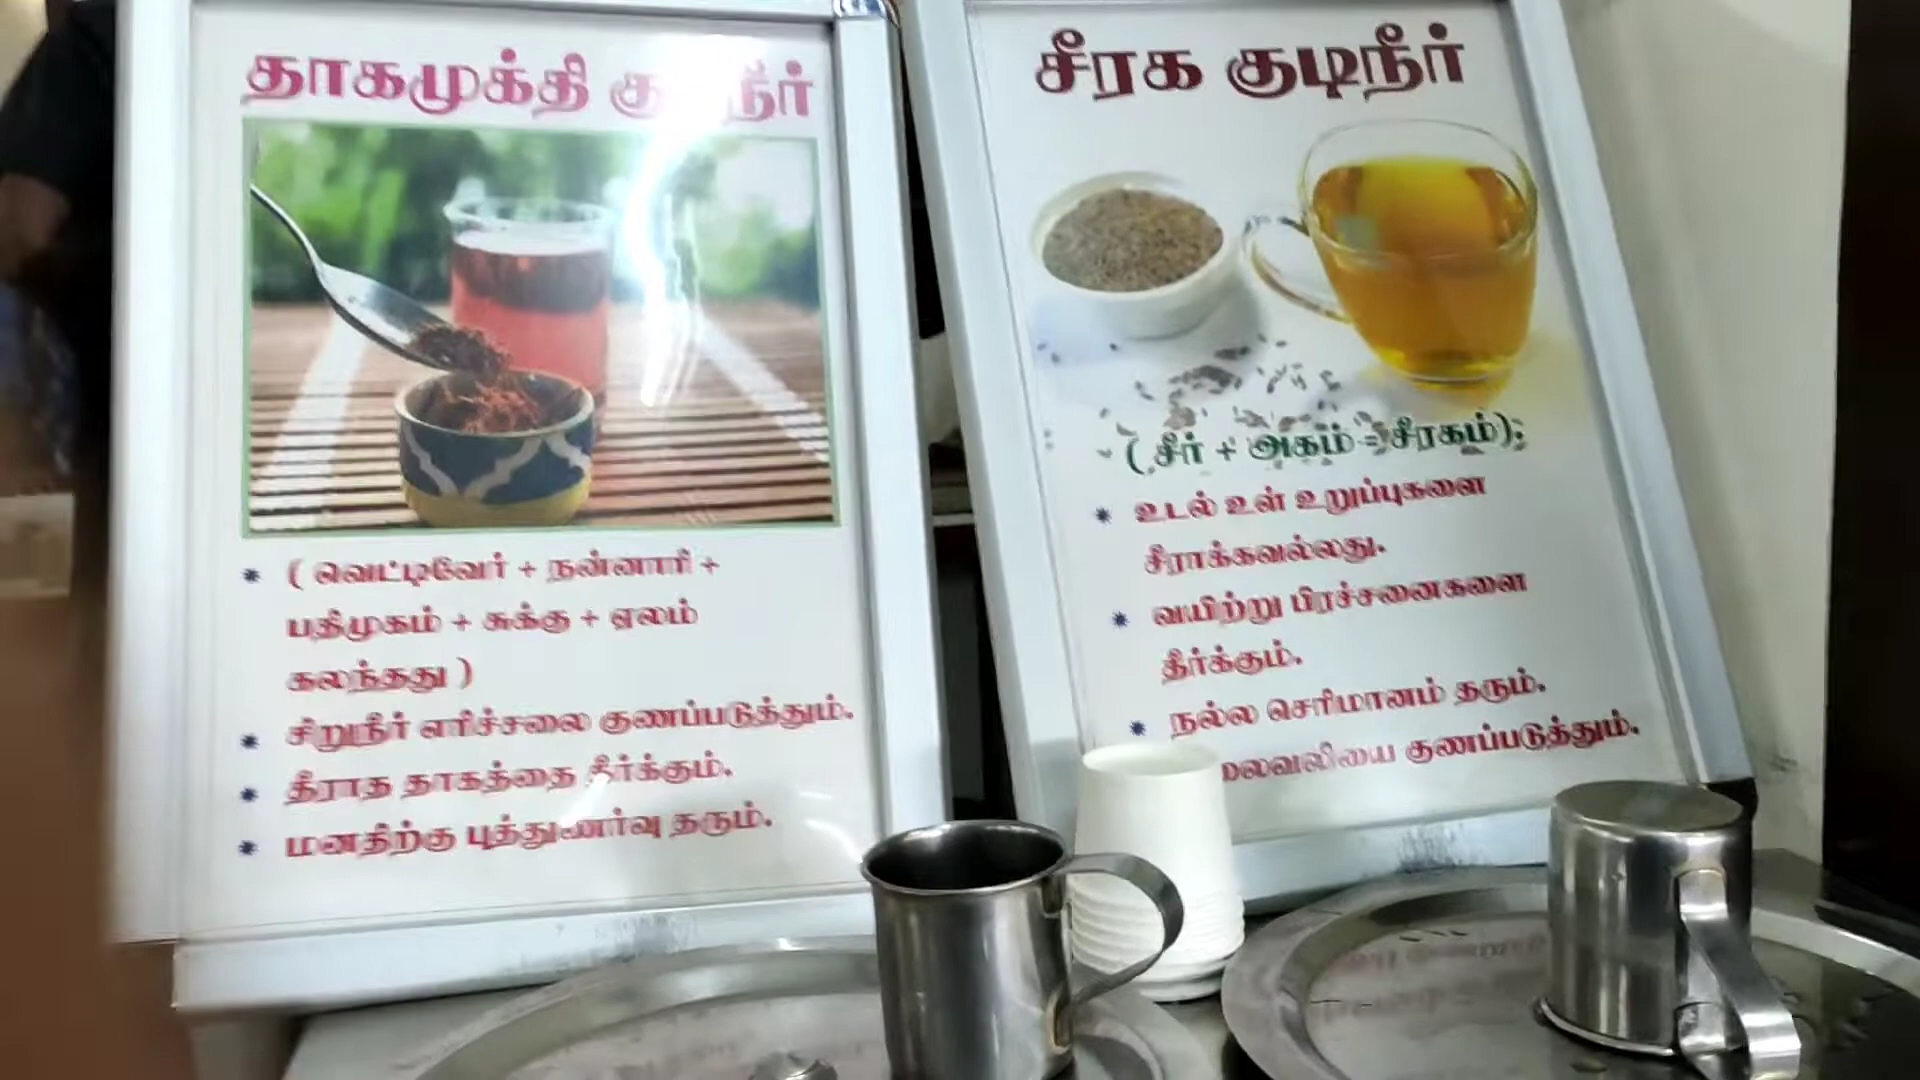 தாகமுக்தி
( வெட்டிவேர் + நன்னாரி +
பதிமுகம் + சுக்கு + ஏலம்
கலந்தது )
சிறுநீர் எரிச்சலை குணப்படுத்தும்.
தீராத தாகத்தை தீர்க்கும்.
மனதிற்கு புத்துணர்வு தரும்.
சீரக குடிநீர்
( சீர் + அகம் = சீரகம்);
உடல் உள் உறுப்புகளை
சீராக்கவல்லது.
வயிற்று பிரச்சனைகளை
தீர்க்கும்.
நல்ல செரிமானம் தரும்.
குணப்படுத்தும்.